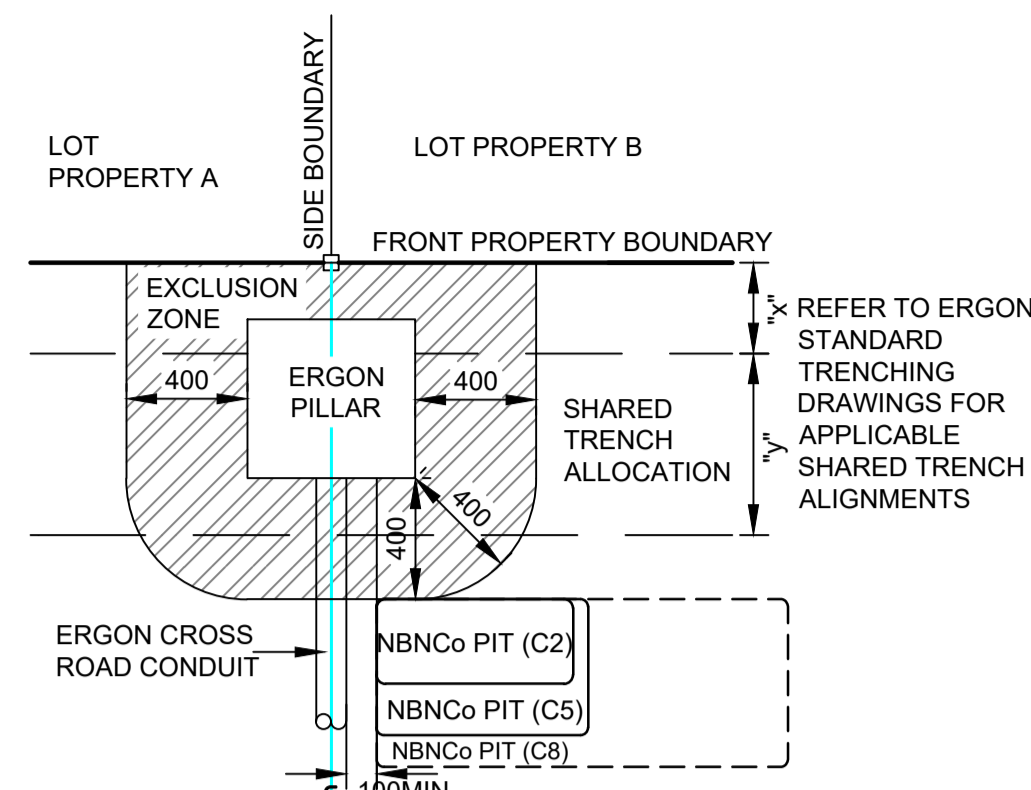 SIDE BOUNDARY
LOT
PROPERTY A
LOT PROPERTY B
FRONT PROPERTY BOUNDARY
EXCLUSION
ZONE
"x"
REFER TO ERGON
STANDARD
TRENCHING
DRAWINGS FOR
APPLICABLE
SHARED TRENCH
ALIGNMENTS
400
ERGON
PILLAR
400
SHARED
TRENCH
ALLOCATION
"y"
400
400
ERGON CROSS
ROAD CONDUIT
NBNCo PIT (C2)
NBNCo PIT (C5)
NBNCo PIT (C8)
100MIN